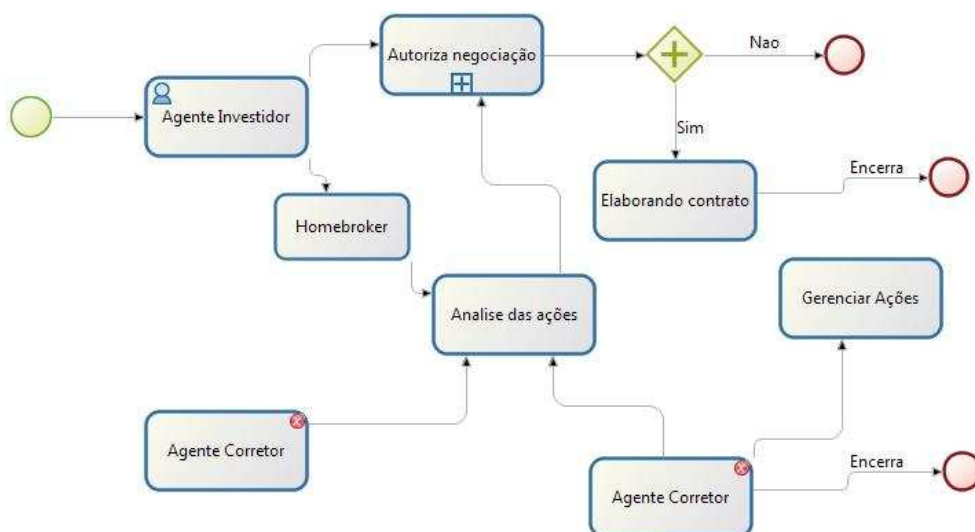 Autoriza negociação
Nao
Agente Investidor
Sim
Encerra
Elaborando contrato
Homebroker
Analise das ações
Gerenciar Ações
Agente Corretor
Encerra
Agente Corretor